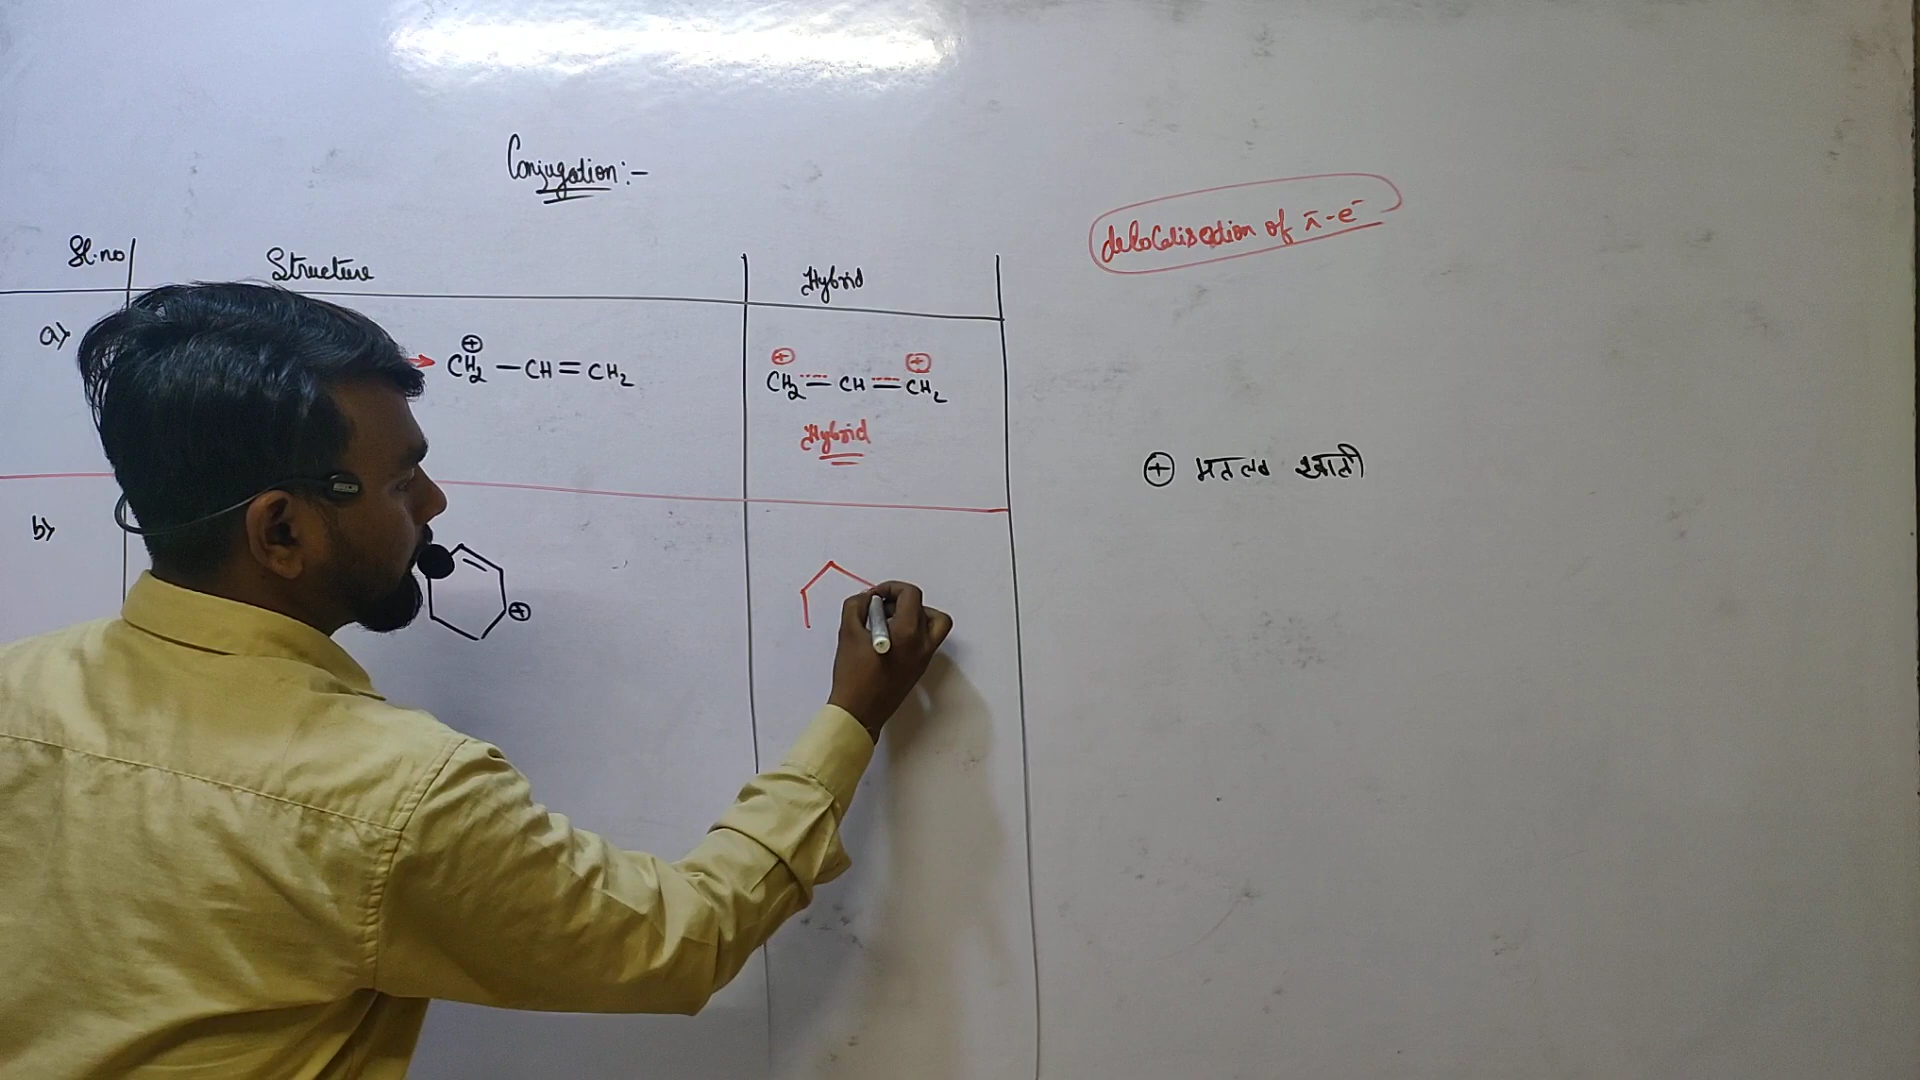 Conjugation:-
delocalisation of π-e⁻
Sl.no Structure Hybrid
a) CH₂⊕ – CH = CH₂
⊕ CH₂ = CH = CH₂ ⊕
Hybrid
⊕ मतलब खाली
b) ⊕